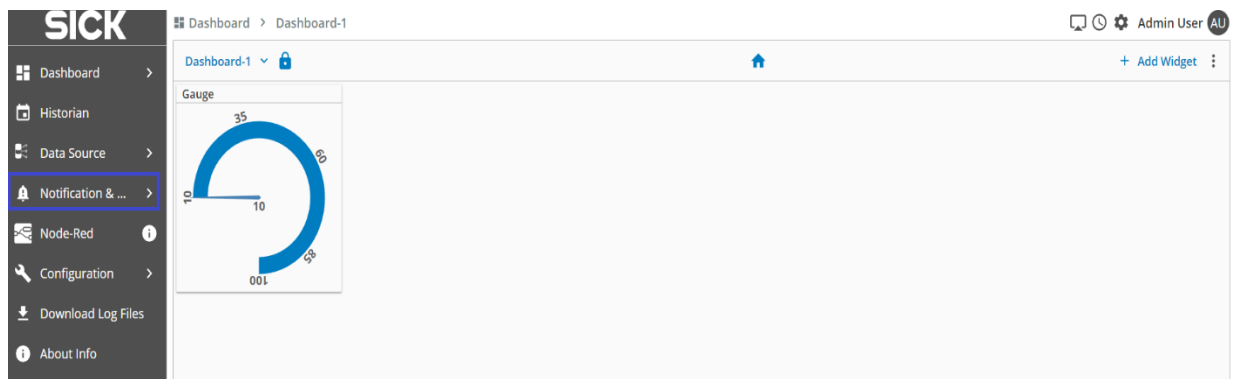 SICK
Dashboard
Historian
Data Source
Notification & ...
Node-Red
Configuration
Download Log Files
About Info
Dashboard > Dashboard-1
Admin User AU
Dashboard-1
+ Add Widget
Gauge
10
35
60
85
100
10